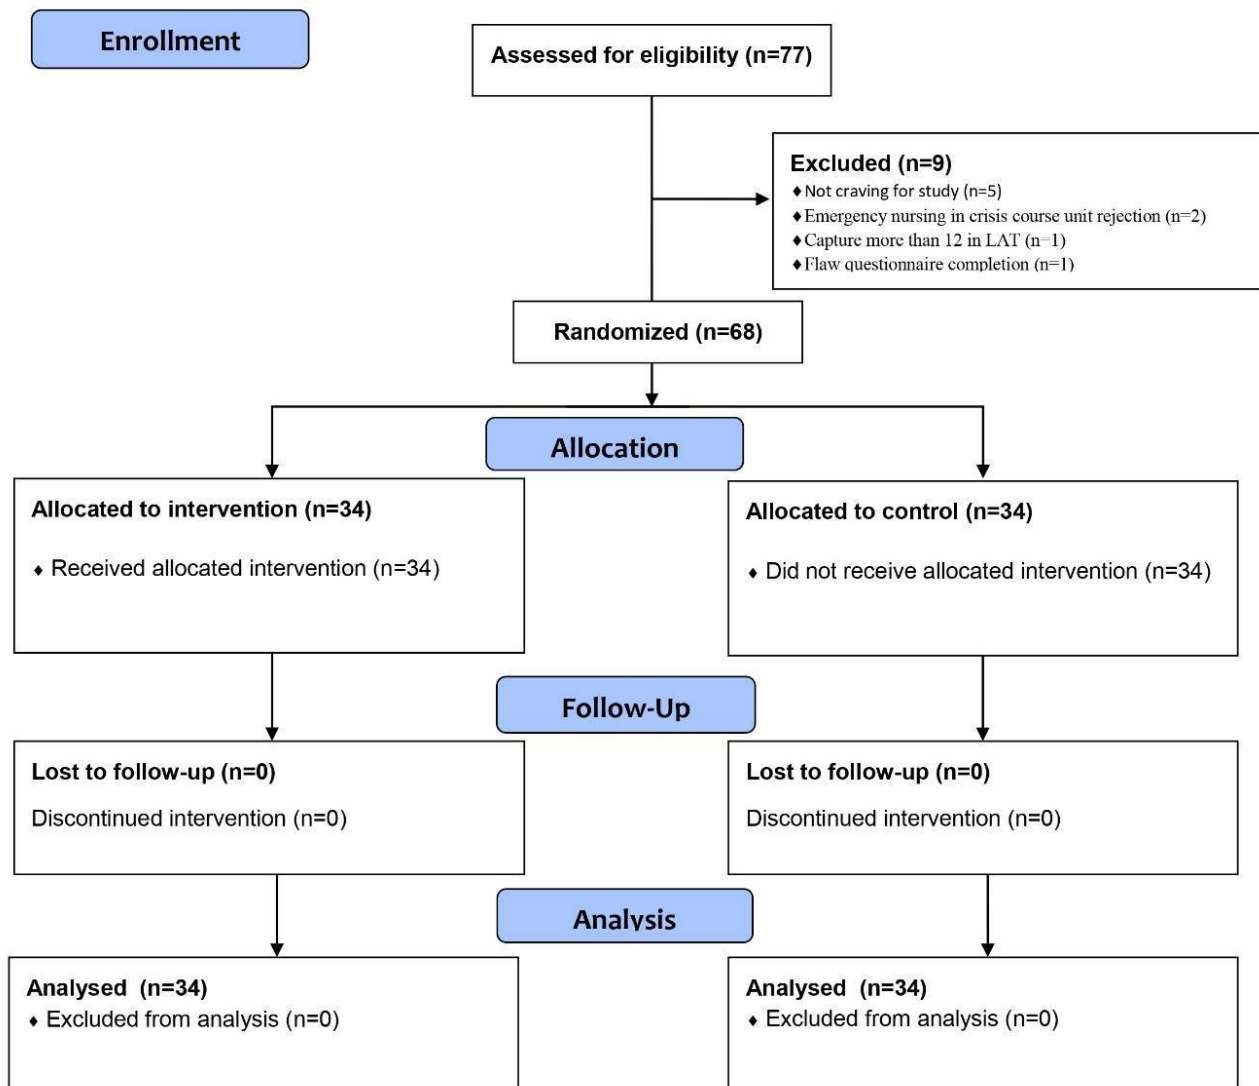 Enrollment
Assessed for eligibility (n=77)
Excluded (n=9)
♦Not craving for study (n=5)
♦Emergency nursing in crisis course unit rejection (n=2)
♦Capture more than 12 in LAT (n=1)
♦Flaw questionnaire completion (n=1)
Randomized (n=68)
Allocation
Allocated to intervention (n=34)
♦ Received allocated intervention (n=34)
Allocated to control (n=34)
♦ Did not receive allocated intervention (n=34)
Follow-Up
Lost to follow-up (n=0)
Discontinued intervention (n=0)
Lost to follow-up (n=0)
Discontinued intervention (n=0)
Analysis
Analysed (n=34)
♦ Excluded from analysis (n=0)
Analysed (n=34)
♦ Excluded from analysis (n=0)